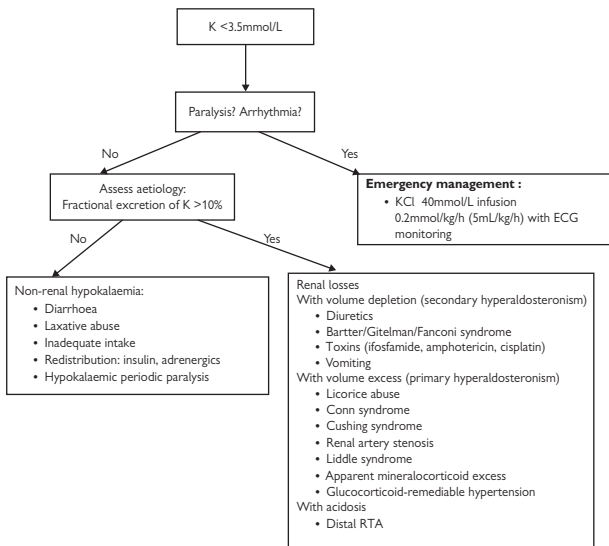 K <3.5mmol/L
Paralysis? Arrhythmia?
No
Yes
Assess aetiology:
Fractional excretion of K >10%
Emergency management :
• KCl 40mmol/L infusion
0.2mmol/kg/h (5mL/kg/h) with ECG
monitoring
No
Yes
Non-renal hypokalaemia:
• Diarrhoea
• Laxative abuse
• Inadequate intake
• Redistribution: insulin, adrenergics
• Hypokalaemic periodic paralysis
Renal losses
With volume depletion (secondary hyperaldosteronism)
• Diuretics
• Bartter/Gitelman/Fanconi syndrome
• Toxins (ifosfamide, amphotericin, cisplatin)
• Vomiting
With volume excess (primary hyperaldosteronism)
• Licorice abuse
• Conn syndrome
• Cushing syndrome
• Renal artery stenosis
• Liddle syndrome
• Apparent mineralocorticoid excess
• Glucocorticoid-remediable hypertension
With acidosis
• Distal RTA